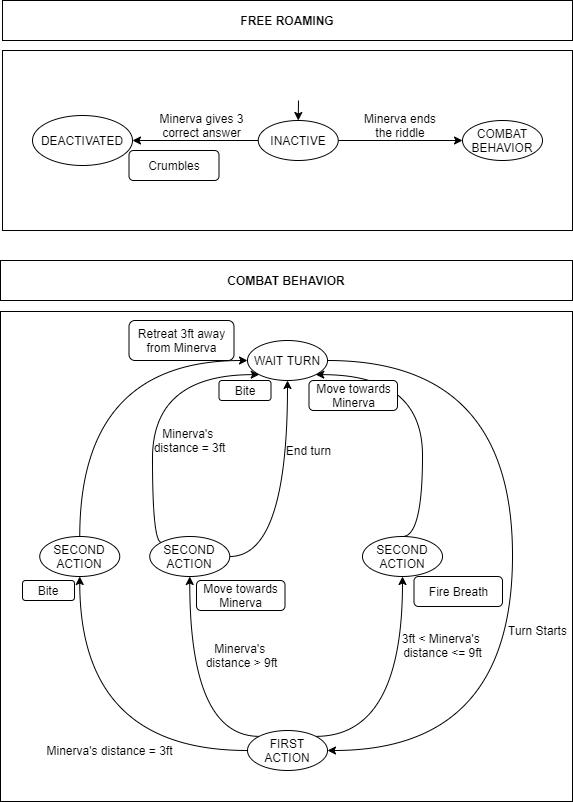 FREE ROAMING
Minerva gives 3
correct answer
Minerva ends
the riddle
DEACTIVATED
INACTIVE
COMBAT
BEHAVIOR
Crumbles
COMBAT BEHAVIOR
Retreat 3ft away
from Minerva
WAIT TURN
Bite
Move towards
Minerva
Minerva's
distance = 3ft
End turn
SECOND
ACTION
SECOND
ACTION
SECOND
ACTION
Bite
Move towards
Minerva
Fire Breath
Turn Starts
Minerva's
distance > 9ft
3ft < Minerva's
distance <= 9ft
Minerva's distance = 3ft
FIRST
ACTION